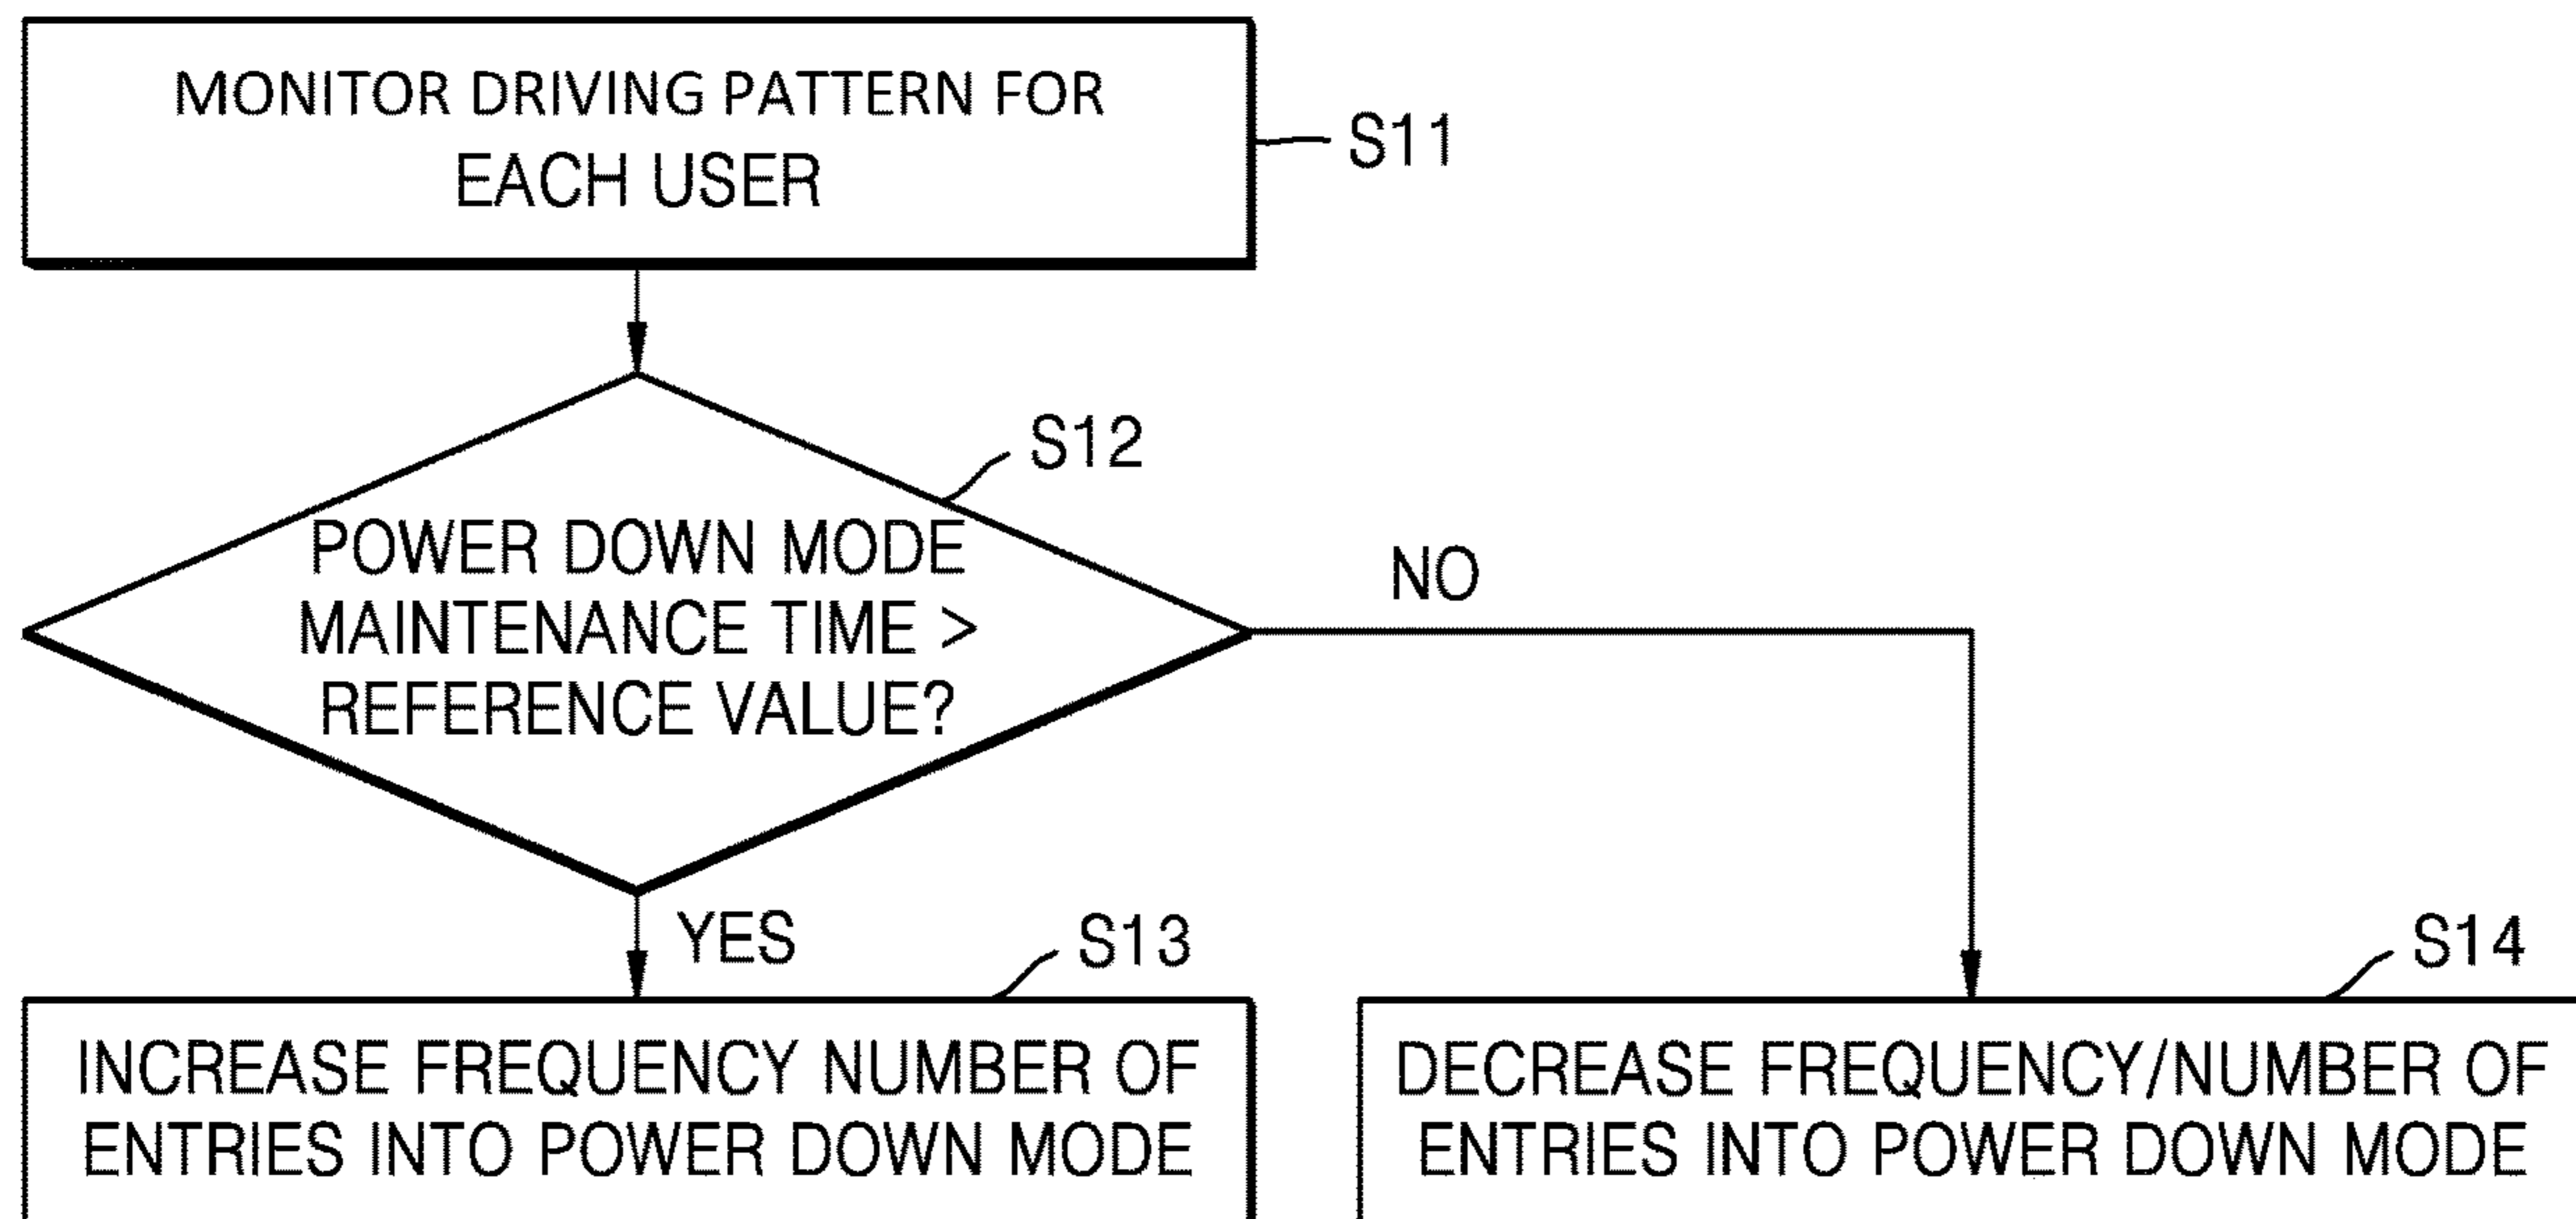 MONITOR DRIVING PATTERN FOR
EACH USER
S11
S12
POWER DOWN MODE
MAINTENANCE TIME >
REFERENCE VALUE?
NO
YES
S13
S14
INCREASE FREQUENCY NUMBER OF
ENTRIES INTO POWER DOWN MODE
DECREASE FREQUENCY/NUMBER OF
ENTRIES INTO POWER DOWN MODE